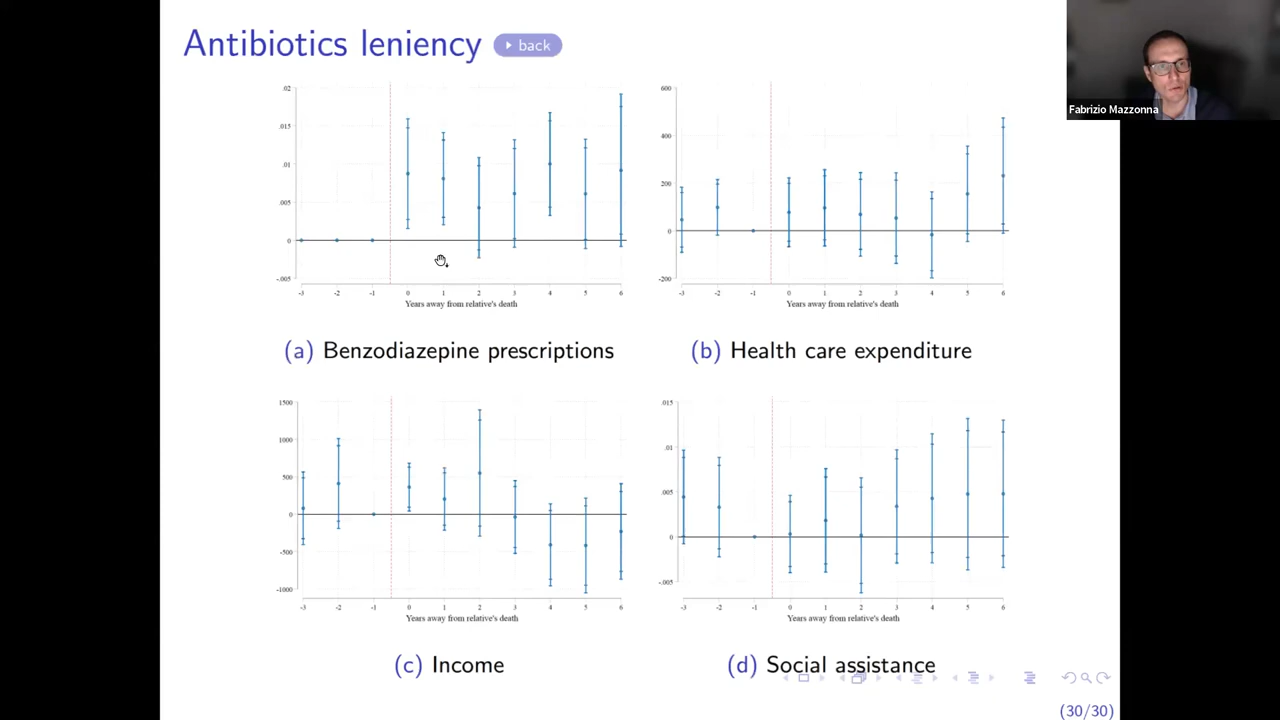 Antibiotics leniency back
Fabrizio Mazzonna
.02
.015
.01
.005
0
-.005
-3 -2 -1 0 1 2 3 4 5 6
Years away from relative's death
(a) Benzodiazepine prescriptions
600
400
200
0
-200
-3 -2 -1 0 1 2 3 4 5 6
Years away from relative's death
(b) Health care expenditure
1500
1000
500
0
-500
-1000
-3 -2 -1 0 1 2 3 4 5 6
Years away from relative's death
(c) Income
.015
.01
.005
0
-.005
-3 -2 -1 0 1 2 3 4 5 6
Years away from relative's death
(d) Social assistance
(30/30)